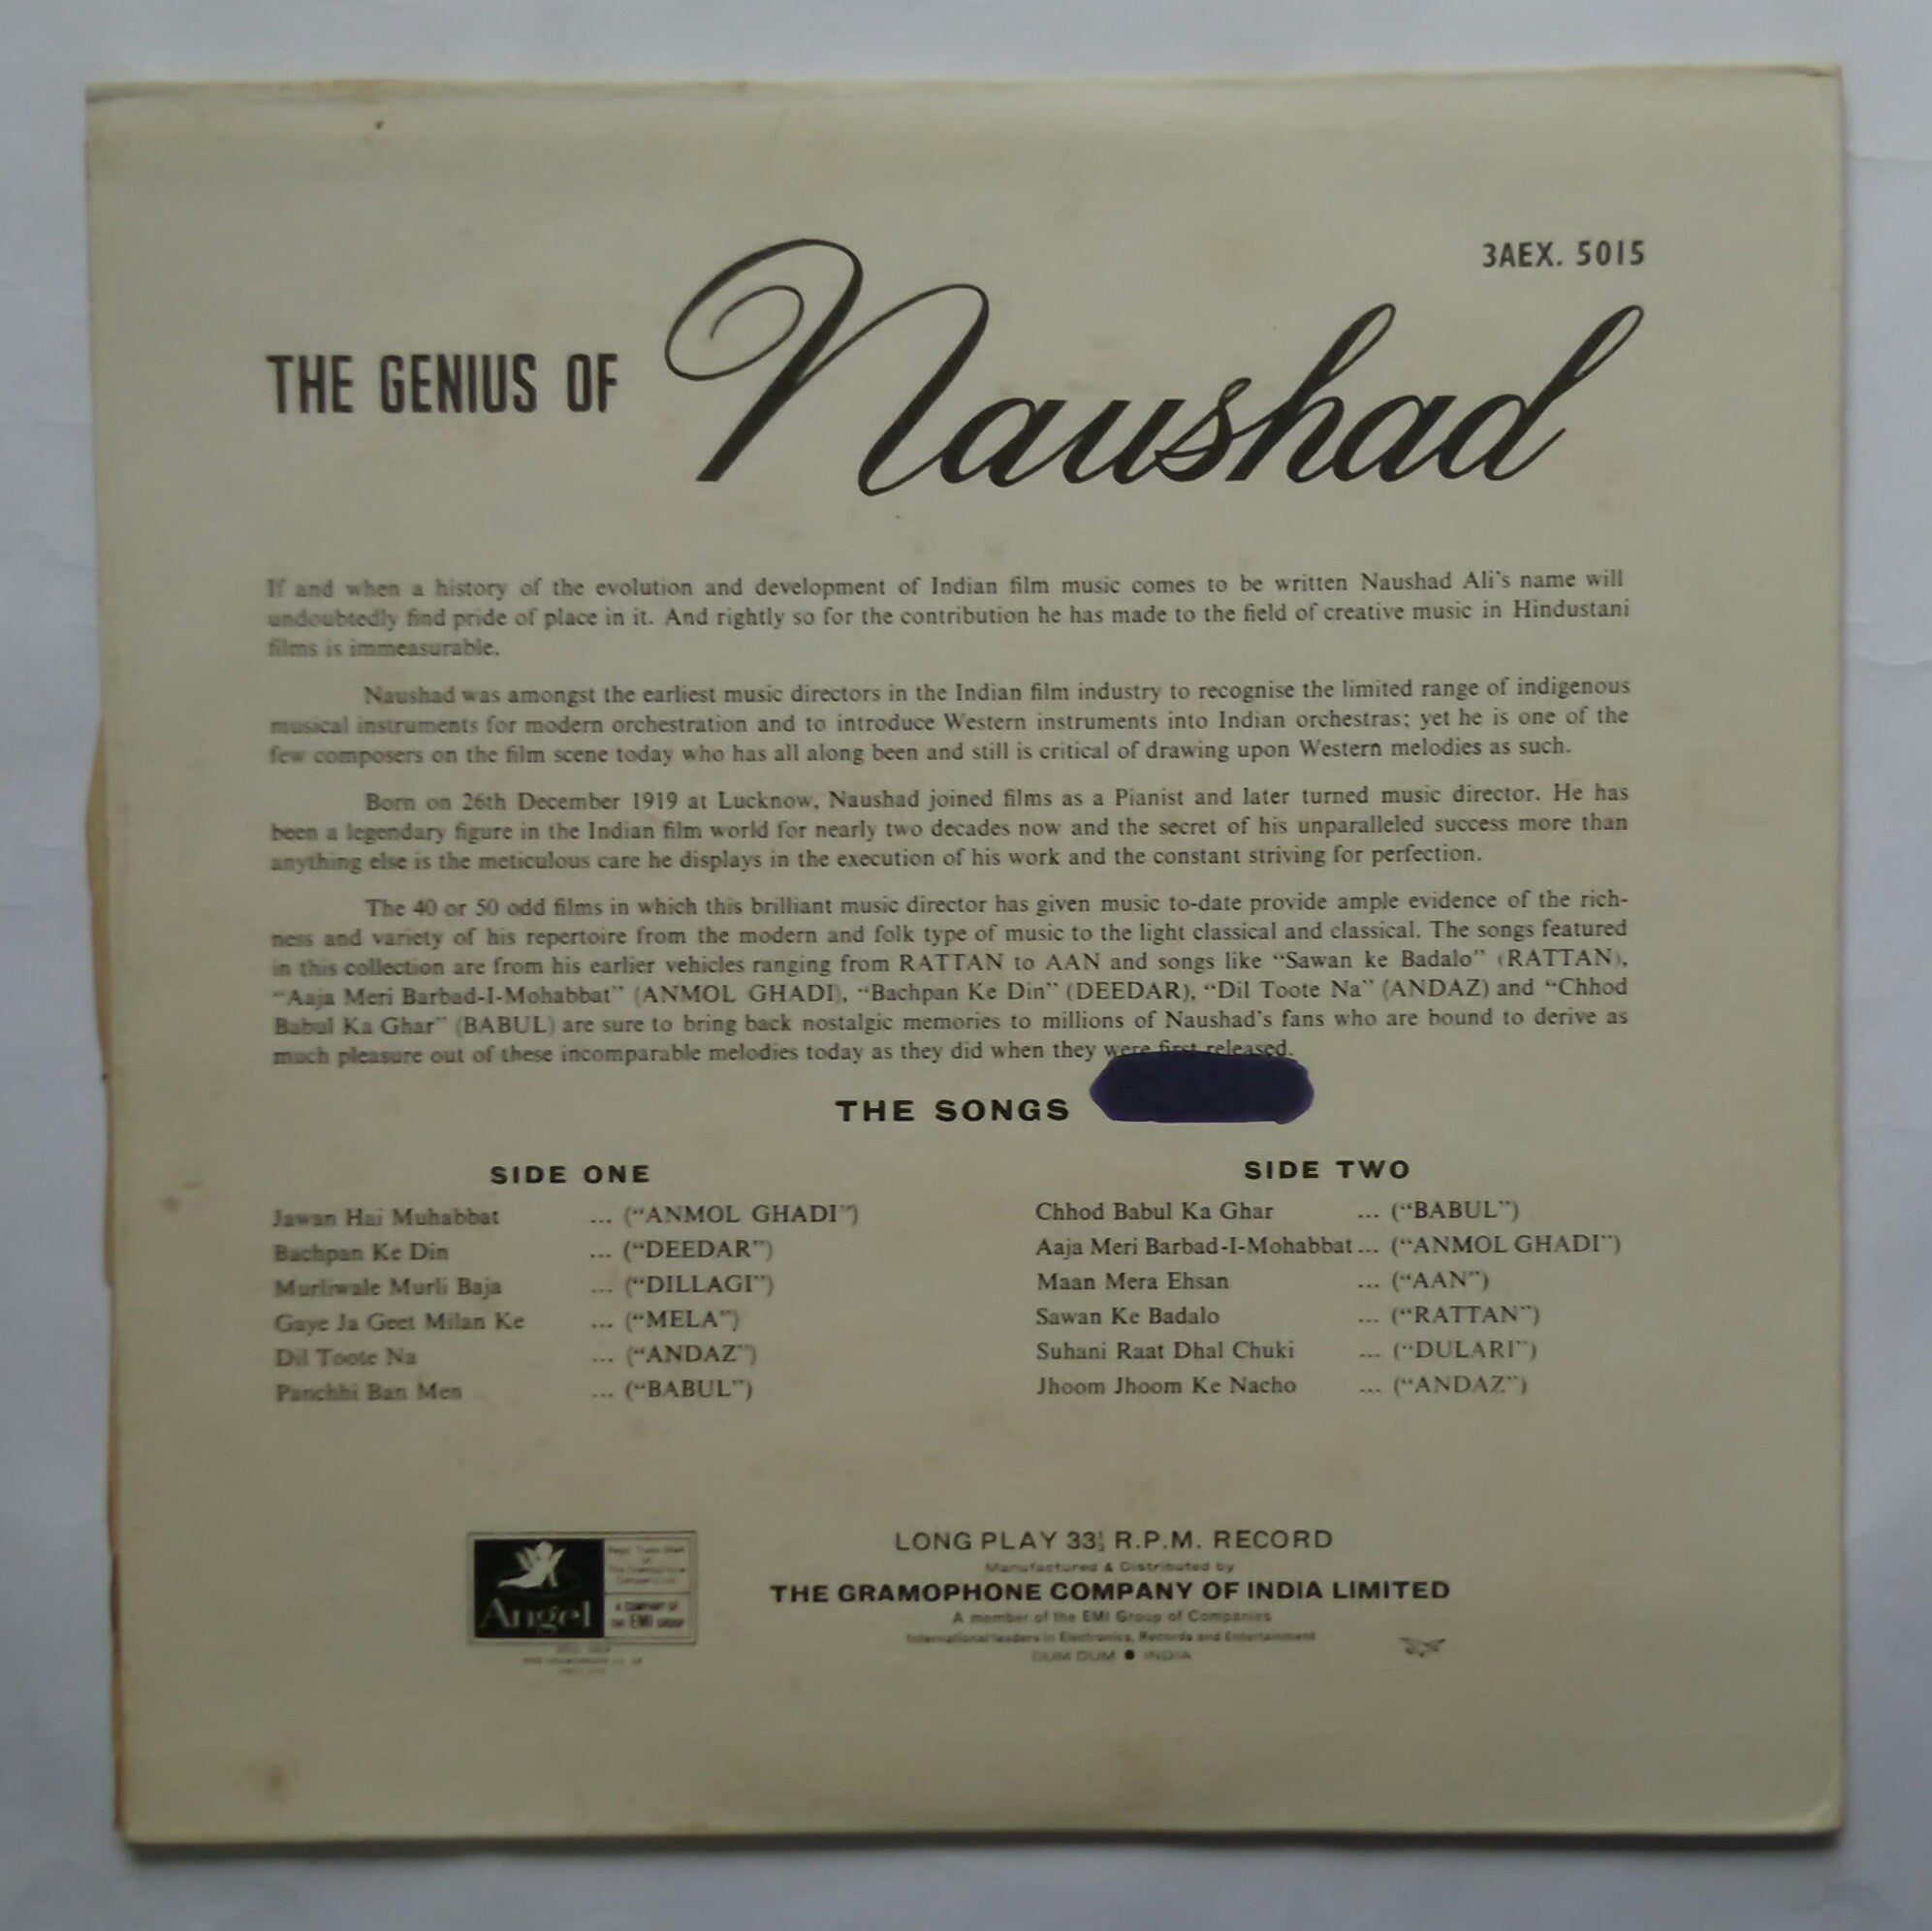 3AEX. 5015
THE GENIUS OF Naushad
If and when a history of the evolution and development of Indian film music comes to be written Naushad Ali's name will
undoubtedly find pride of place in it. And rightly so for the contribution he has made to the field of creative music in Hindustani
films is immeasurable.
Naushad was amongst the earliest music directors in the Indian film industry to recognise the limited range of indigenous
musical instruments for modern orchestration and to introduce Western instruments into Indian orchestras; yet he is one of the
few composers on the film scene today who has all along been and still is critical of drawing upon Western melodies as such.
Born on 26th December 1919 at Lucknow, Naushad joined films as a Pianist and later turned music director. He has
been a legendary figure in the Indian film world for nearly two decades now and the secret of his unparalleled success more than
anything else is the meticulous care he displays in the execution of his work and the constant striving for perfection.
The 40 or 50 odd films in which this brilliant music director has given music to-date provide ample evidence of the rich-
ness and variety of his repertoire from the modern and folk type of music to the light classical and classical. The songs featured
in this collection are from his earlier vehicles ranging from RATTAN to AAN and songs like “Sawan ke Badalo” (RATTAN),
“Aaja Meri Barbad-I-Mohabbat” (ANMOL GHADI), “Bachpan Ke Din” (DEEDAR), “Dil Toote Na” (ANDAZ) and “Chhod
Babul Ka Ghar” (BABUL) are sure to bring back nostalgic memories to millions of Naushad's fans who are bound to derive as
much pleasure out of these incomparable melodies today as they did when they were first released.
THE SONGS
SIDE ONE
Jawan Hai Muhabbat ... (“ANMOL GHADI”)
Bachpan Ke Din ... (“DEEDAR”)
Murliwale Murli Baja ... (“DILLAGI”)
Gaye Ja Geet Milan Ke ... (“MELA”)
Dil Toote Na ... (“ANDAZ”)
Panchhi Ban Men ... (“BABUL”)
SIDE TWO
Chhod Babul Ka Ghar ... (“BABUL”)
Aaja Meri Barbad-I-Mohabbat ... (“ANMOL GHADI”)
Maan Mera Ehsan ... (“AAN”)
Sawan Ke Badalo ... (“RATTAN”)
Suhani Raat Dhal Chuki ... (“DULARI”)
Jhoom Jhoom Ke Nacho ... (“ANDAZ”)
Angel
A COMPANY OF
THE EMI GROUP
LONG PLAY 33⅓ R.P.M. RECORD
Manufactured & Distributed by
THE GRAMOPHONE COMPANY OF INDIA LIMITED
A member of the EMI Group of Companies
International leaders in Electronics, Records and Entertainment
DUM DUM ● INDIA